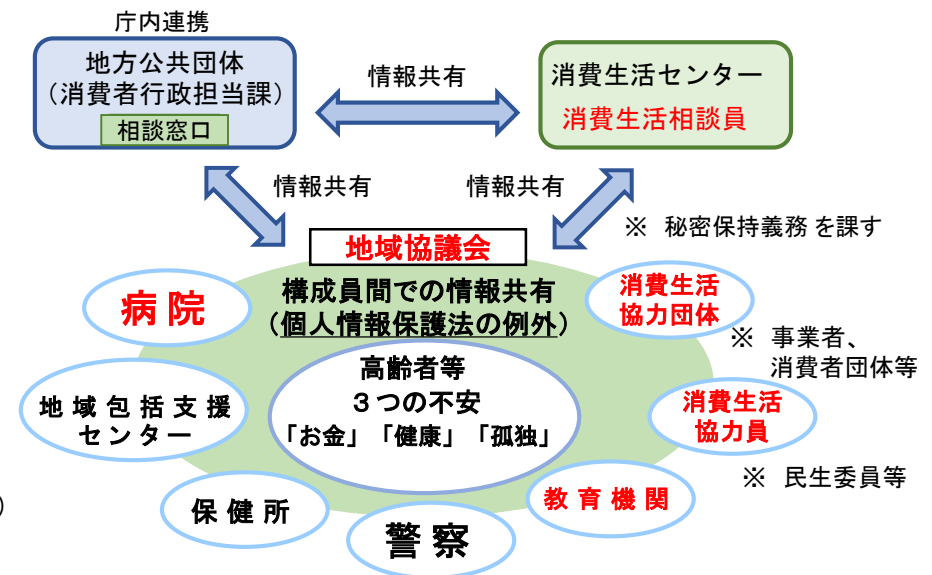 庁内連携
地方公共団体
（消費者行政担当課）
相談窓口
情報共有
消費生活センター
消費生活相談員
情報共有
情報共有
※ 秘密保持義務 を課す
地域協議会
構成員間での情報共有
（個人情報保護法の例外）
病院
消費生活
協力団体
※ 事業者、
消費者団体等
高齢者等
３つの不安
「お金」「健康」「孤独」
地域包括支援
センター
消費生活
協力員
※ 民生委員等
保健所
教育機関
警察
）